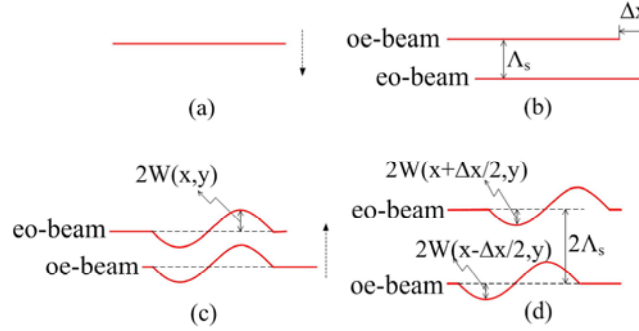 Δx
oe-beam
Λs
eo-beam
(a)
(b)
2W(x,y)
eo-beam
oe-beam
(c)
2W(x+Δx/2,y)
eo-beam
2Λs
2W(x-Δx/2,y)
oe-beam
(d)